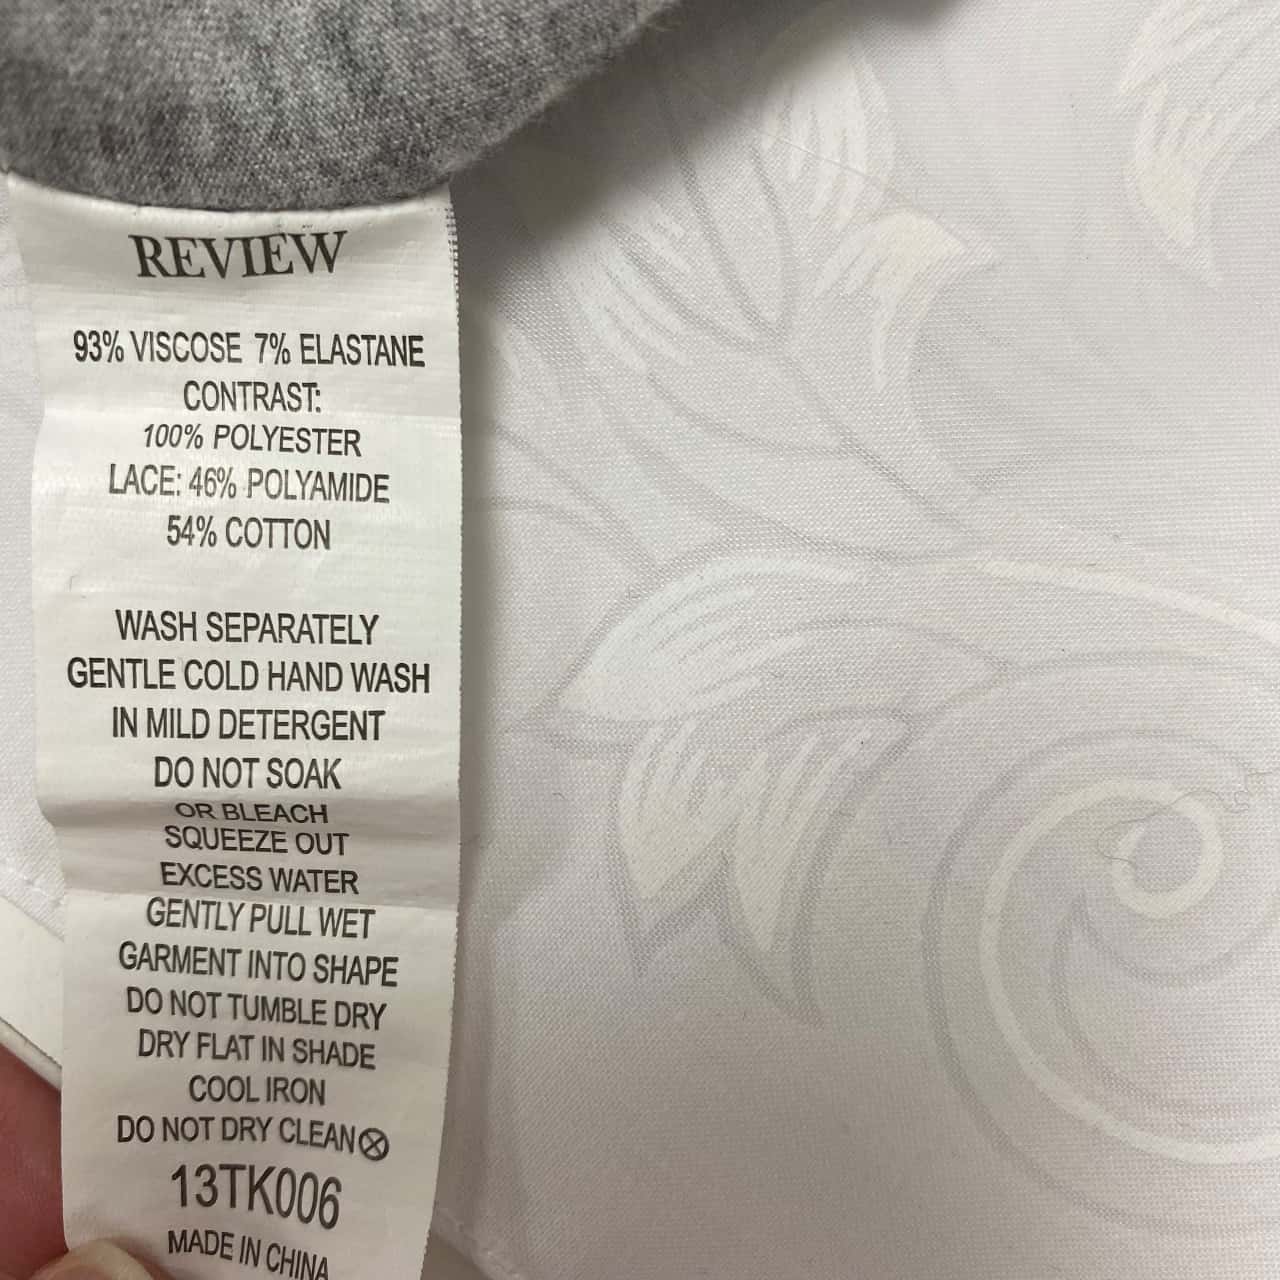 REVIEW
93% VISCOSE 7% ELASTANE
CONTRAST:
100% POLYESTER
LACE: 46% POLYAMIDE
54% COTTON
WASH SEPARATELY
GENTLE COLD HAND WASH
IN MILD DETERGENT
DO NOT SOAK
OR BLEACH
SQUEEZE OUT
EXCESS WATER
GENTLY PULL WET
GARMENT INTO SHAPE
DO NOT TUMBLE DRY
DRY FLAT IN SHADE
COOL IRON
DO NOT DRY CLEAN
13TK006
MADE IN CHINA